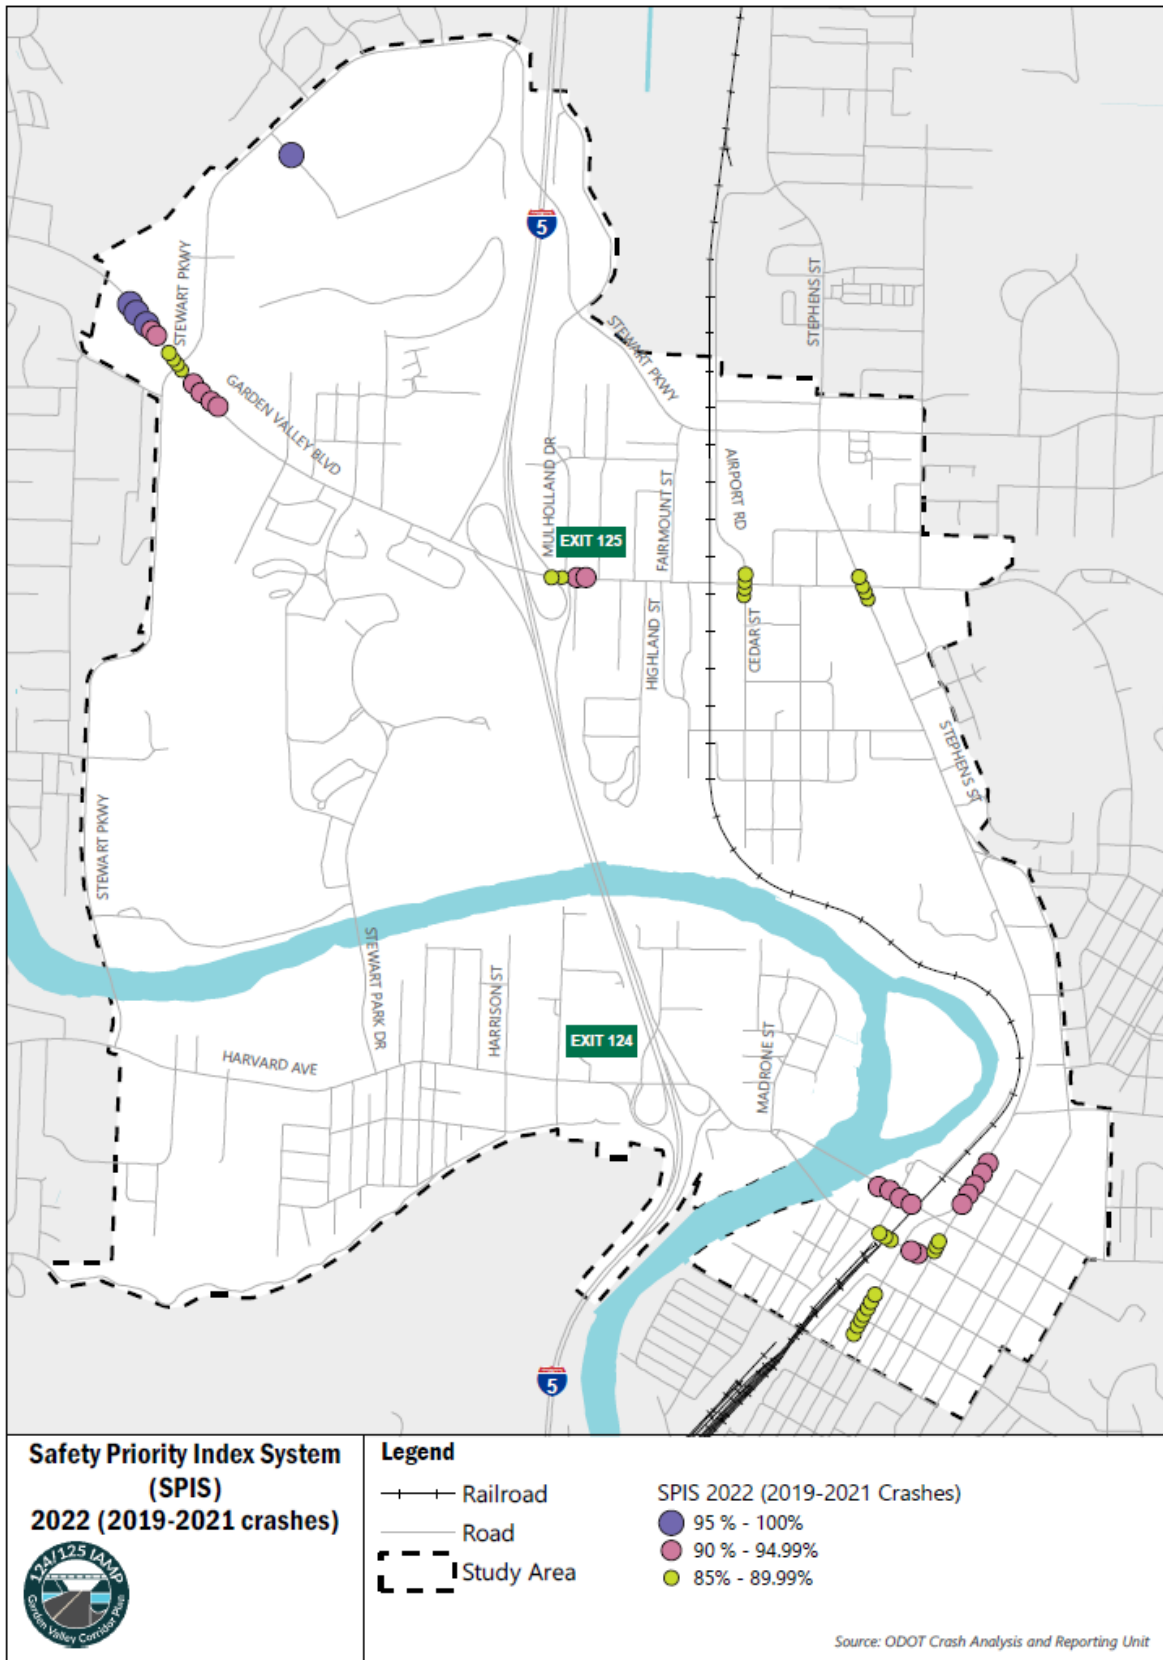 5
STEWART PKWY
STEPHENS ST
STEWART PKWY
GARDEN VALLEY BLVD
MULHOLLAND DR
FAIRMOUNT ST
AIRPORT RD
EXIT 125
HIGHLAND ST
CEDAR ST
STEPHENS ST
STEWART PKWY
STEWART PARK DR
HARRISON ST
EXIT 124
MADRONE ST
HARVARD AVE
5
Safety Priority Index System
(SPIS)
2022 (2019-2021 crashes)
124/125 IAMP
Garden Valley Corridor Plan
Legend
Railroad
Road
Study Area
SPIS 2022 (2019-2021 Crashes)
95 % - 100%
90 % - 94.99%
85% - 89.99%
Source: ODOT Crash Analysis and Reporting Unit